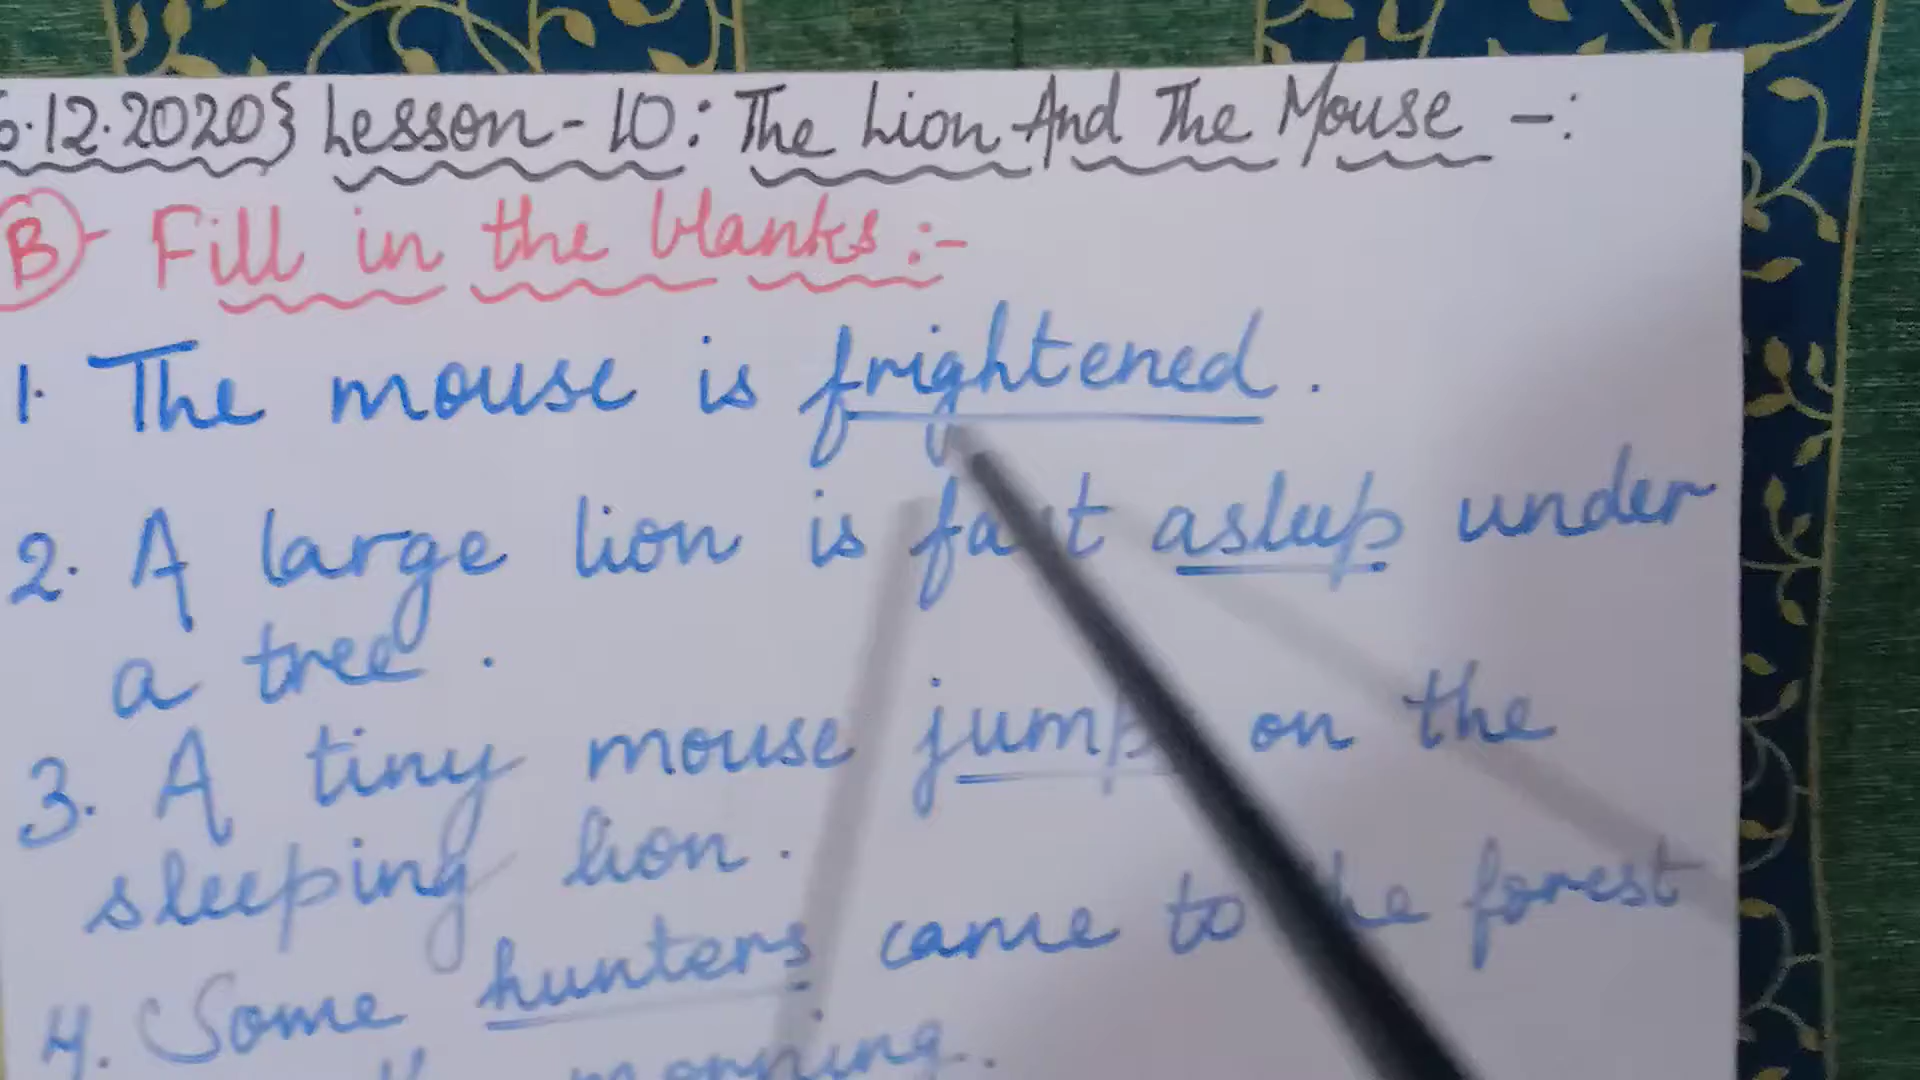 6.12.2020} Lesson-10: The Lion And The Mouse -:
B- Fill in the blanks:-
1. The mouse is frightened.
2. A large lion is fast asleep under
a tree.
3. A tiny mouse jumps on the
sleeping lion.
4. Some hunters came to the forest
morning.